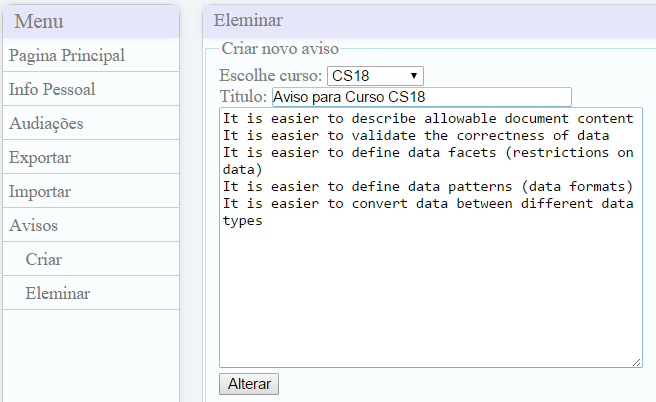 Menu
Pagina Principal
Info Pessoal
Audiações
Exportar
Importar
Avisos
Criar
Eleminar
Eleminar
Criar novo aviso
Escolhe curso: CS18
Titulo: Aviso para Curso CS18
It is easier to describe allowable document content
It is easier to validate the correctness of data
It is easier to define data facets (restrictions on
data)
It is easier to define data patterns (data formats)
It is easier to convert data between different data
types
Alterar